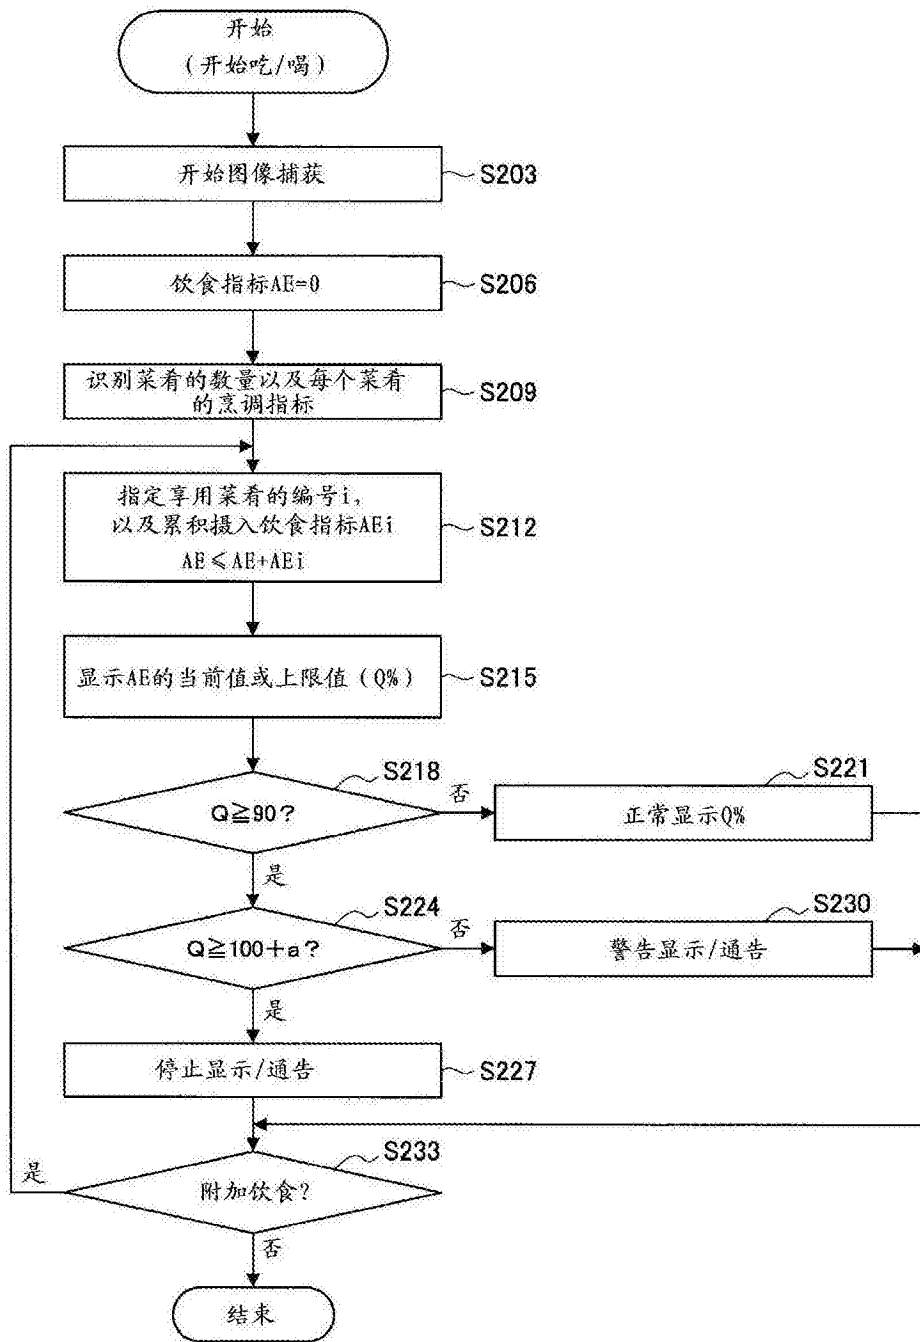 开始
(开始吃/喝)
开始图像捕获
S203
饮食指标AE=0
S206
识别菜肴的数量以及每个菜肴
的烹调指标
S209
指定享用菜肴的编号i,
以及累积摄入饮食指标AEi
AE≤AE+AEi
S212
显示AE的当前值或上限值(Q%)
S215
S218
Q≧90?
否
S221
正常显示Q%
是
S224
Q≧100+a?
否
S230
警告显示/通告
是
停止显示/通告
S227
S233
附加饮食?
是
否
结束